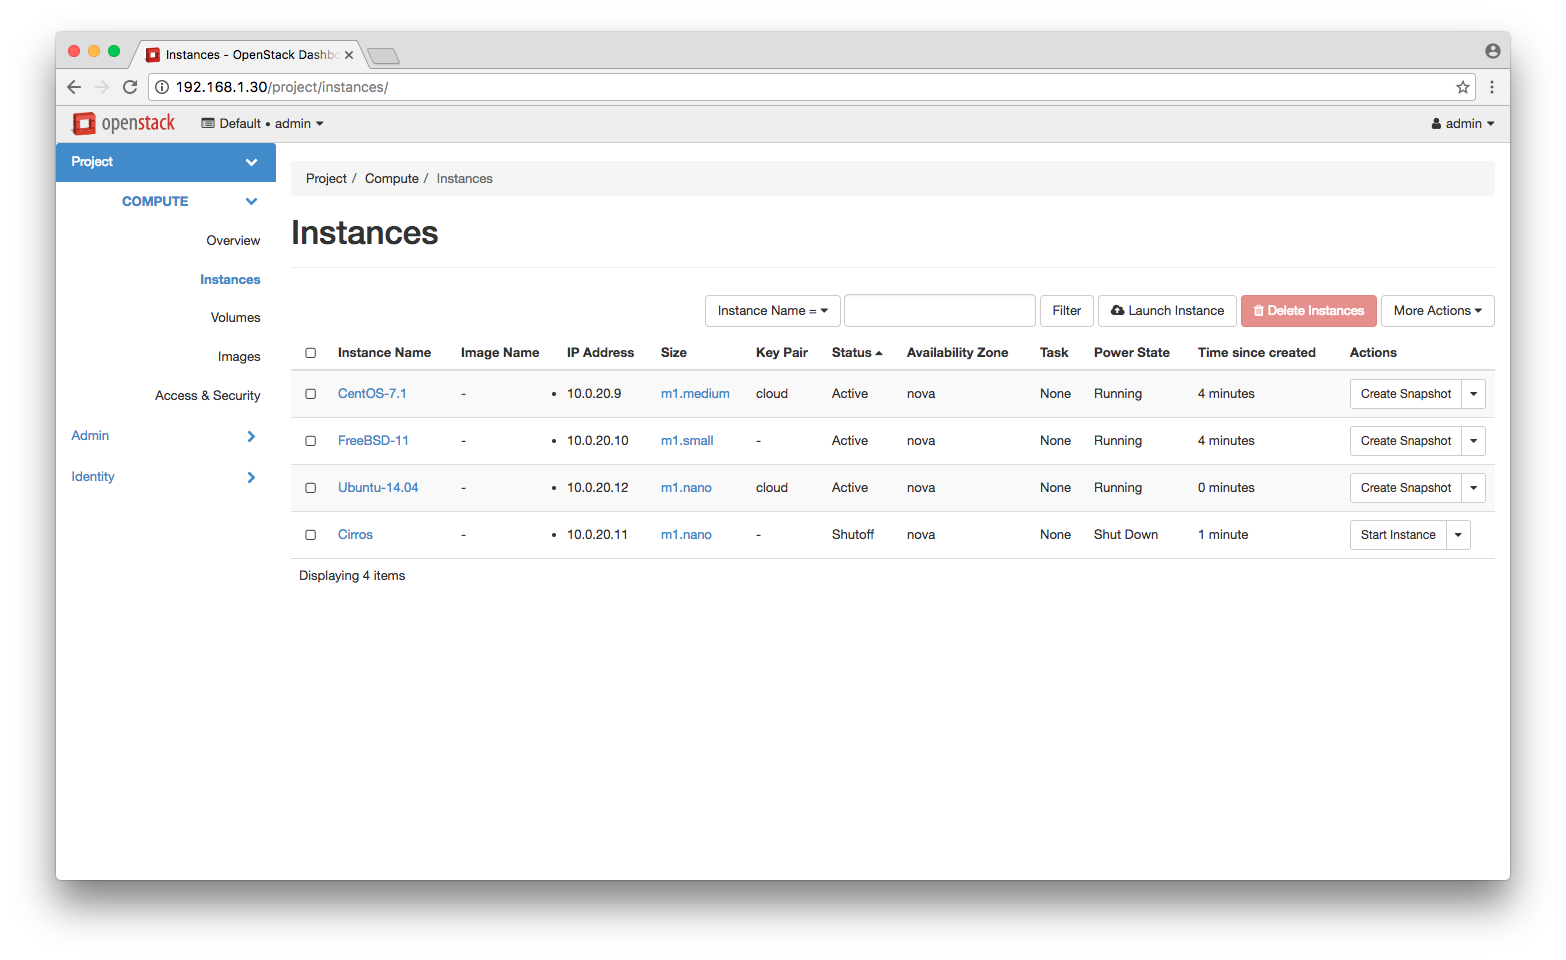 Instances - OpenStack Dashbo
192.168.1.30/project/instances/
openstack
Default • admin
admin
Project
COMPUTE
Overview
Instances
Volumes
Images
Access & Security
Admin
Identity
Project / Compute / Instances
Instances
Instance Name = Filter Launch Instance Delete Instances More Actions
Instance Name Image Name IP Address Size Key Pair Status Availability Zone Task Power State Time since created Actions
CentOS-7.1 - • 10.0.20.9 m1.medium cloud Active nova None Running 4 minutes Create Snapshot
FreeBSD-11 - • 10.0.20.10 m1.small - Active nova None Running 4 minutes Create Snapshot
Ubuntu-14.04 - • 10.0.20.12 m1.nano cloud Active nova None Running 0 minutes Create Snapshot
Cirros - • 10.0.20.11 m1.nano - Shutoff nova None Shut Down 1 minute Start Instance
Displaying 4 items